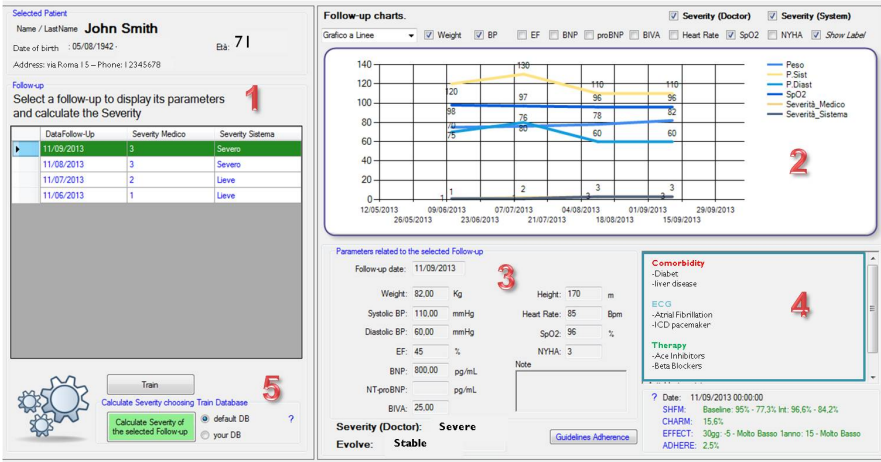 Selected Patient
Name / LastName John Smith
Date of birth : 05/08/1942 · Età: 71
Address: via Roma 15 – Phone: 12345678
Follow-up
Select a follow-up to display its parameters
and calculate the Severity
1
DataFollow-Up Severity Medico Severity Sistema
11/09/2013 3 Severo
11/08/2013 3 Severo
11/07/2013 2 Lieve
11/06/2013 1 Lieve
Train
5
Calculate Severity choosing Train Database
Calculate Severity of
the selected Follow-up
default DB
your DB
?
Follow-up charts.
Severity (Doctor) Severity (System)
Grafico a Linee Weight BP EF BNP proBNP BIVA Heart Rate SpO2 NYHA Show Label
140
120
100
80
60
40
20
0
130
120 110 110
98 97 96 96
70 76 78 82
75 80 60 60
1 1 2 3 3 3 3
12/05/2013 09/06/2013 07/07/2013 04/08/2013 01/09/2013 29/09/2013
26/05/2013 23/06/2013 21/07/2013 18/08/2013 15/09/2013
Peso
P.Sist
P.Diast
SpO2
Severità_Medico
Severità_Sistema
2
Parameters related to the selected Follow-up
Follow-up date: 11/09/2013
3
Weight: 82,00 Kg Height: 170 m
Systolic BP: 110,00 mmHg Heart Rate: 85 Bpm
Diastolic BP: 60,00 mmHg SpO2: 96 %
EF: 45 % NYHA: 3
BNP: 800,00 pg/mL Note
NT-proBNP: pg/mL
BIVA: 25,00
Severity (Doctor): Severe
Evolve: Stable
Guidelines Adherence
Comorbidity
-Diabet
-liver disease
ECG
-Atrial Fibrillation
-ICD pacemaker
Therapy
-Ace Inhibitors
-Beta Blockers
4
? Date: 11/09/2013 00:00:00
SHFM: Baseline: 95% - 77,3% Int: 96,6% - 84,2%
CHARM: 15,6%
EFFECT: 30gg: -5 - Molto Basso 1anno: 15 - Molto Basso
ADHERE: 2,5%